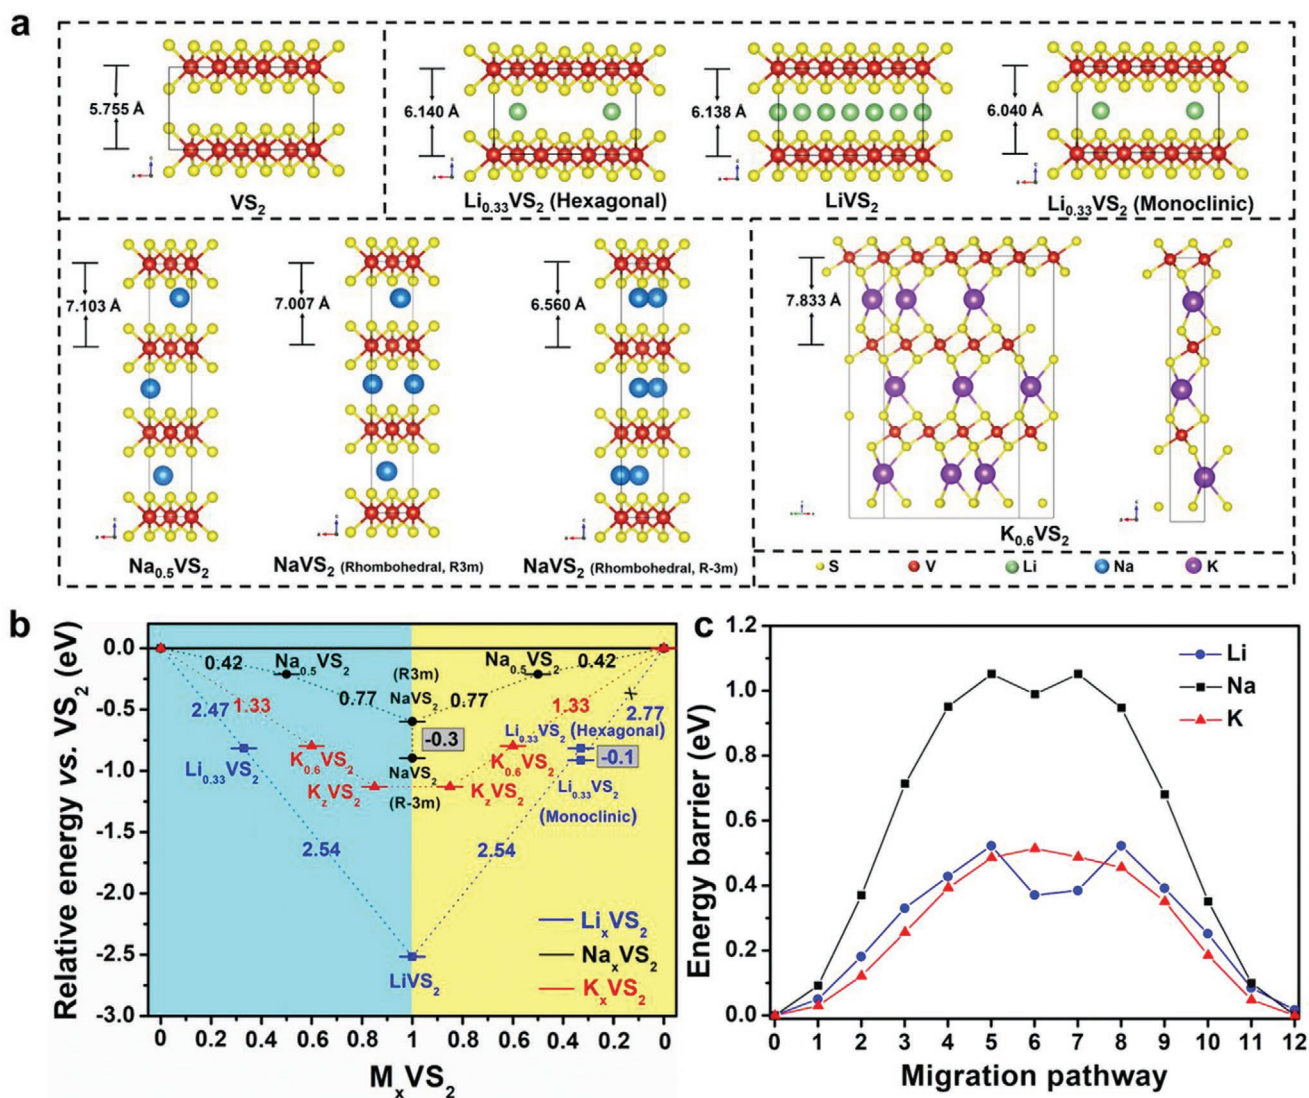 a
5.755 Å
VS2
6.140 Å
Li0.33VS2 (Hexagonal)
6.138 Å
LiVS2
6.040 Å
Li0.33VS2 (Monoclinic)
7.103 Å
Na0.5VS2
7.007 Å
NaVS2 (Rhombohedral, R3m)
6.560 Å
NaVS2 (Rhombohedral, R-3m)
7.833 Å
K0.6VS2
S V Li Na K
b
Relative energy vs. VS2 (eV)
0.0
-0.5
-1.0
-1.5
-2.0
-2.5
-3.0
0.42
Na0.5VS2
0.77
(R3m)
NaVS2
0.77
Na0.5VS2
0.42
2.47
1.33
-0.3
1.33
2.77
Li0.33VS2 (Hexagonal)
Li0.33VS2
K0.6VS2
NaVS2
(R-3m)
K0.6VS2
-0.1
KzVS2
KzVS2
Li0.33VS2
(Monoclinic)
2.54
2.54
LiVS2
LixVS2
NaxVS2
KxVS2
0 0.2 0.4 0.6 0.8 1 0.8 0.6 0.4 0.2 0
MxVS2
c
Energy barrier (eV)
1.2
1.0
0.8
0.6
0.4
0.2
0.0
Li
Na
K
0 1 2 3 4 5 6 7 8 9 10 11 12
Migration pathway